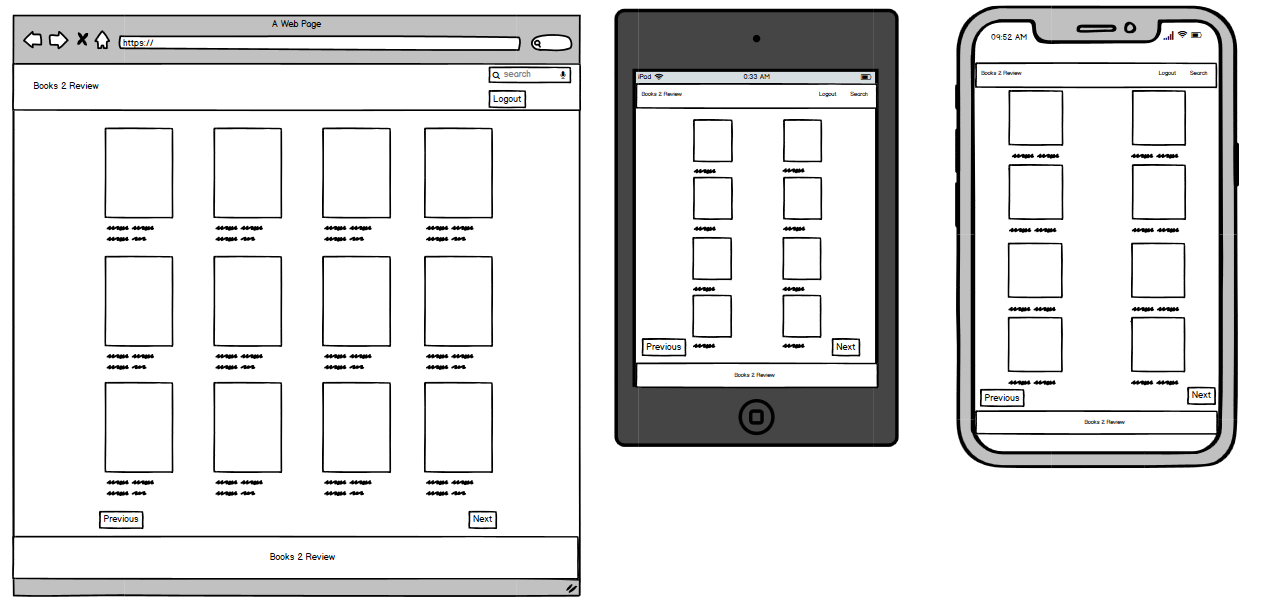 A Web Page
https://
search
Books 2 Review
Logout
Previous
Next
Books 2 Review
iPad
0:33 AM
Books 2 Review
Logout
Search
Previous
Next
Books 2 Review
09:52 AM
Books 2 Review
Logout
Search
Previous
Next
Books 2 Review